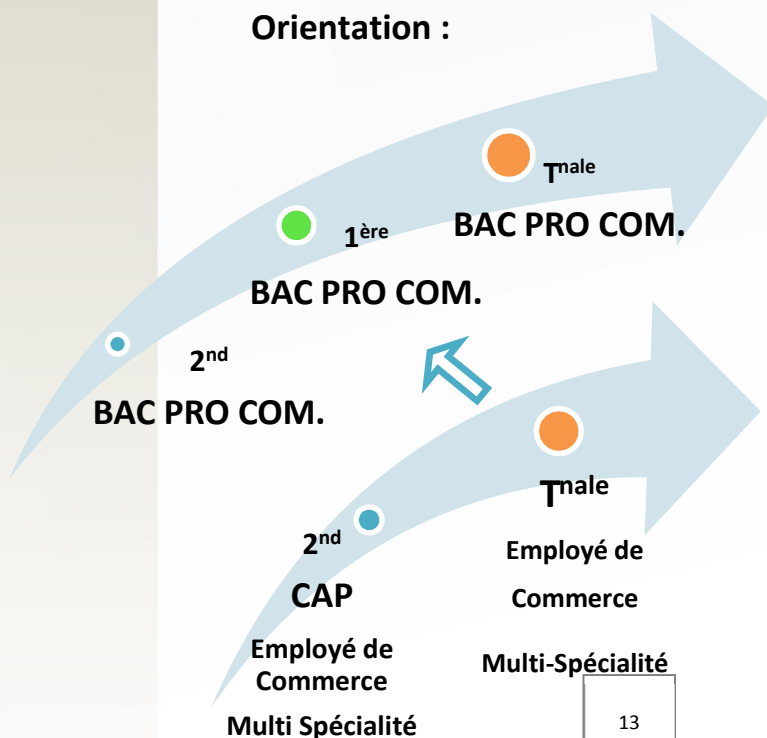 Orientation :
Tnale
BAC PRO COM.
1ère
BAC PRO COM.
2nd
BAC PRO COM.
2nd
CAP
Employé de
Commerce
Multi Spécialité
Tnale
Employé de
Commerce
Multi-Spécialité
13